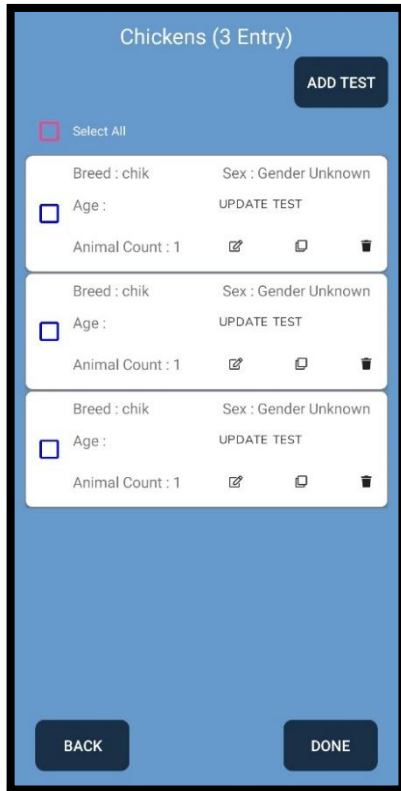 Chickens (3 Entry)
ADD TEST
Select All
Breed : chik Sex : Gender Unknown
Age : UPDATE TEST
Animal Count : 1
Breed : chik Sex : Gender Unknown
Age : UPDATE TEST
Animal Count : 1
Breed : chik Sex : Gender Unknown
Age : UPDATE TEST
Animal Count : 1
BACK DONE